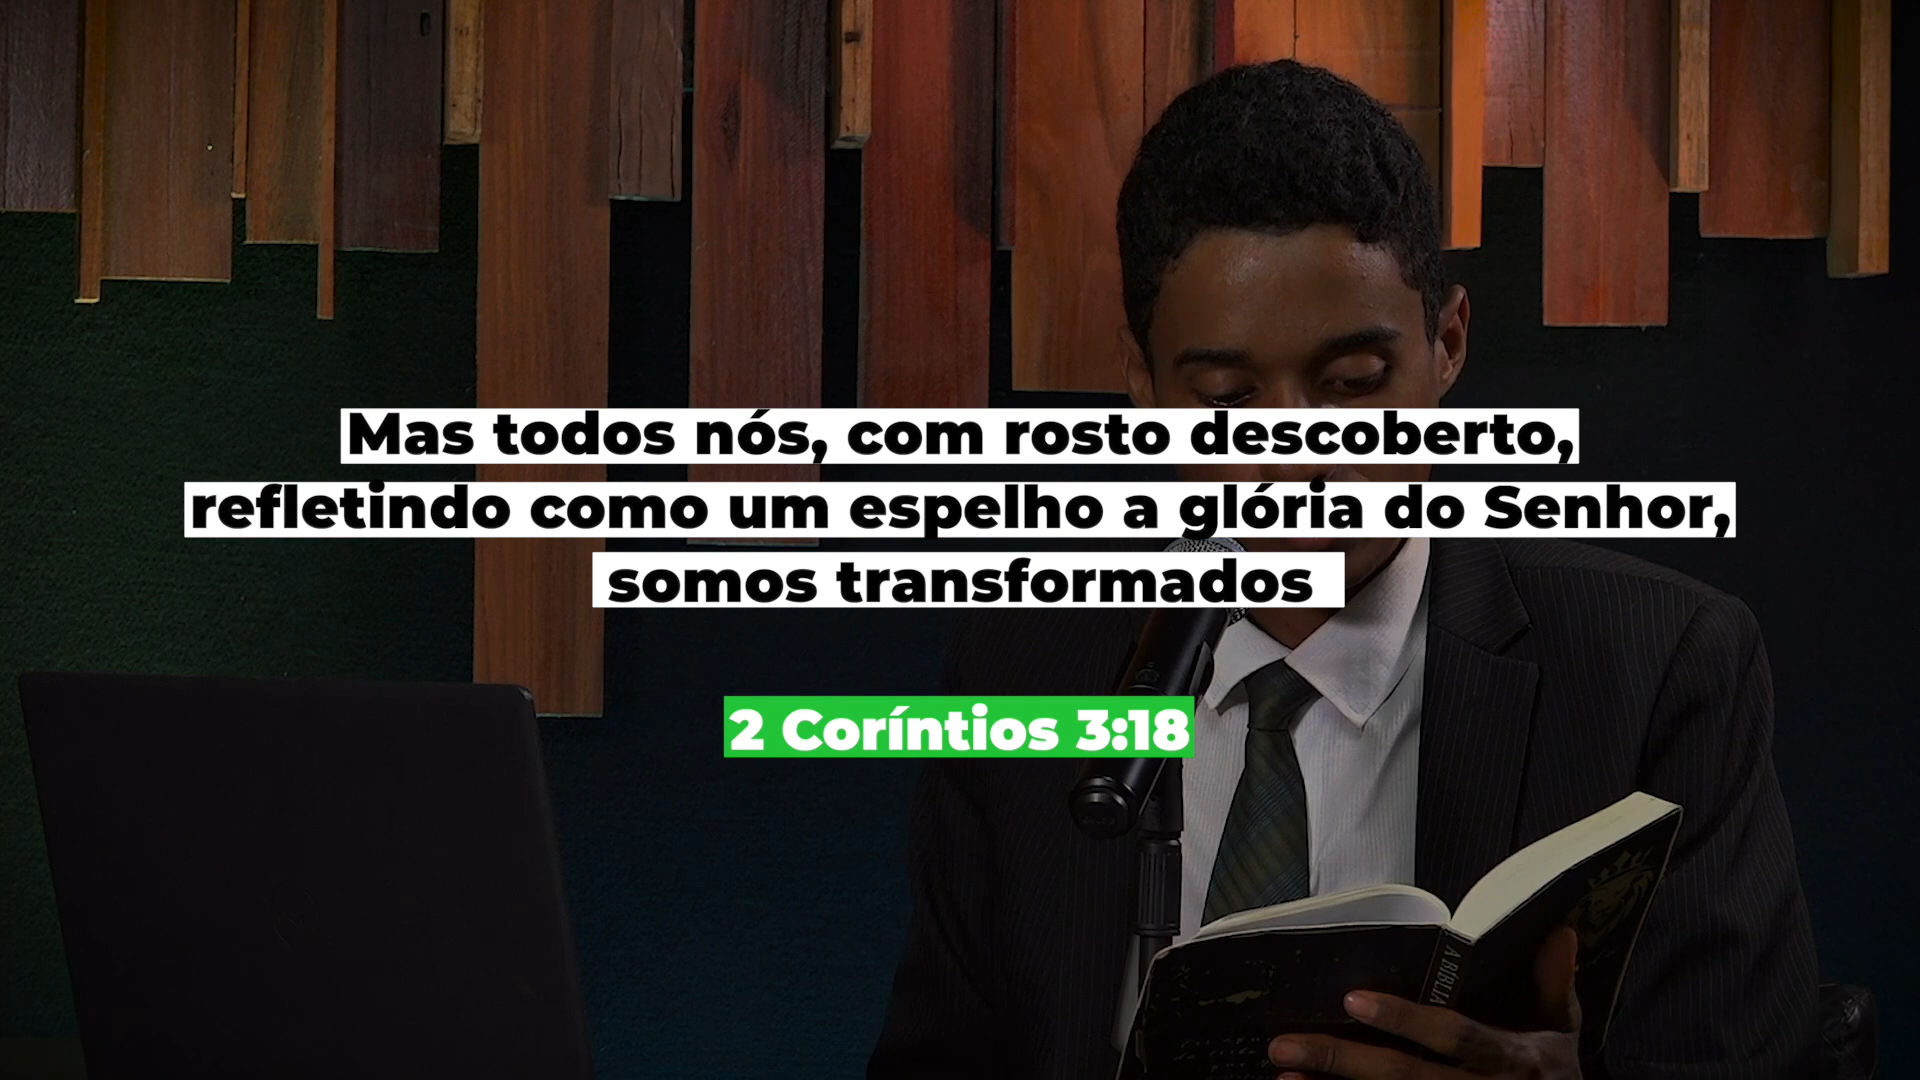 Mas todos nós, com rosto descoberto,
refletindo como um espelho a glória do Senhor,
somos transformados
2 Coríntios 3:18
A BÍBLIA